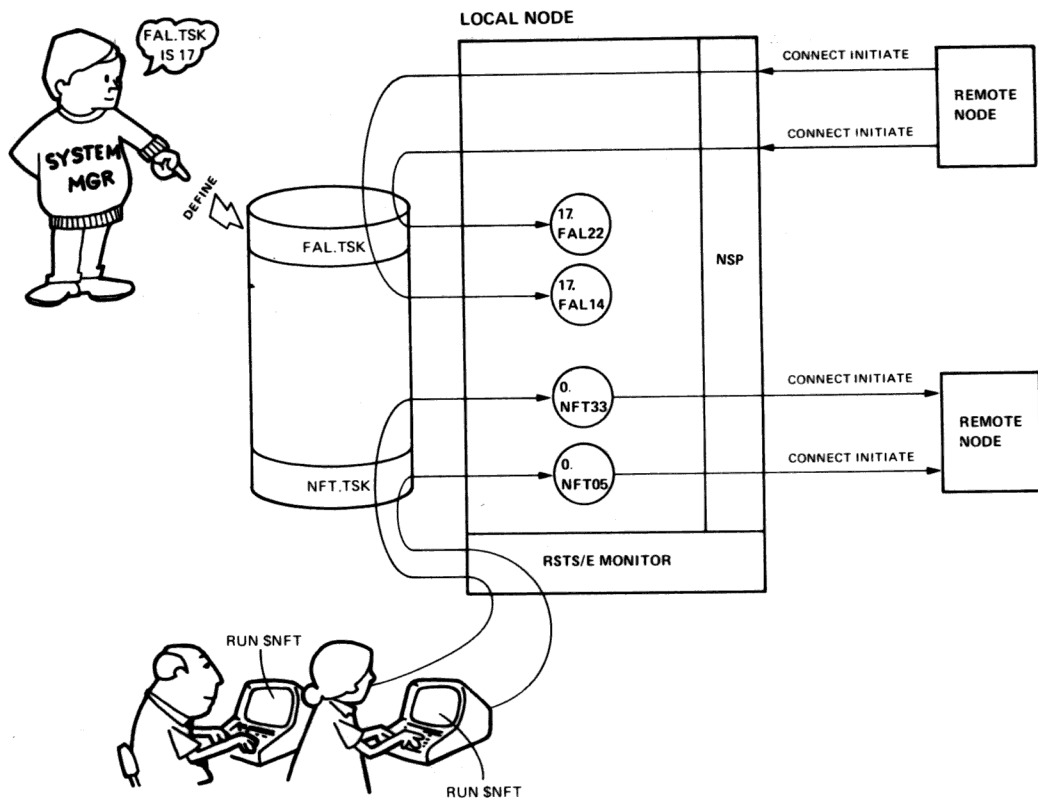 LOCAL NODE
FAL.TSK
IS 17
SYSTEM
MGR
DEFINE
FAL.TSK
NFT.TSK
CONNECT INITIATE
CONNECT INITIATE
REMOTE
NODE
17.
FAL22
17.
FAL14
NSP
0.
NFT33
0.
NFT05
CONNECT INITIATE
CONNECT INITIATE
REMOTE
NODE
RSTS/E MONITOR
RUN $NFT
RUN $NFT